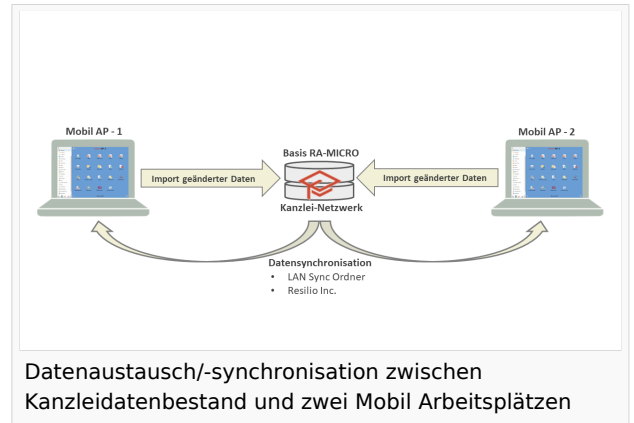 Mobil AP - 1
Mobil AP - 2
Basis RA-MICRO
Import geänderter Daten
Import geänderter Daten
Kanzlei-Netzwerk
Datensynchronisation
• LAN Sync Ordner
• Resilio Inc.
Datenaustausch/-synchronisation zwischen
Kanzleidatenbestand und zwei Mobil Arbeitsplätzen